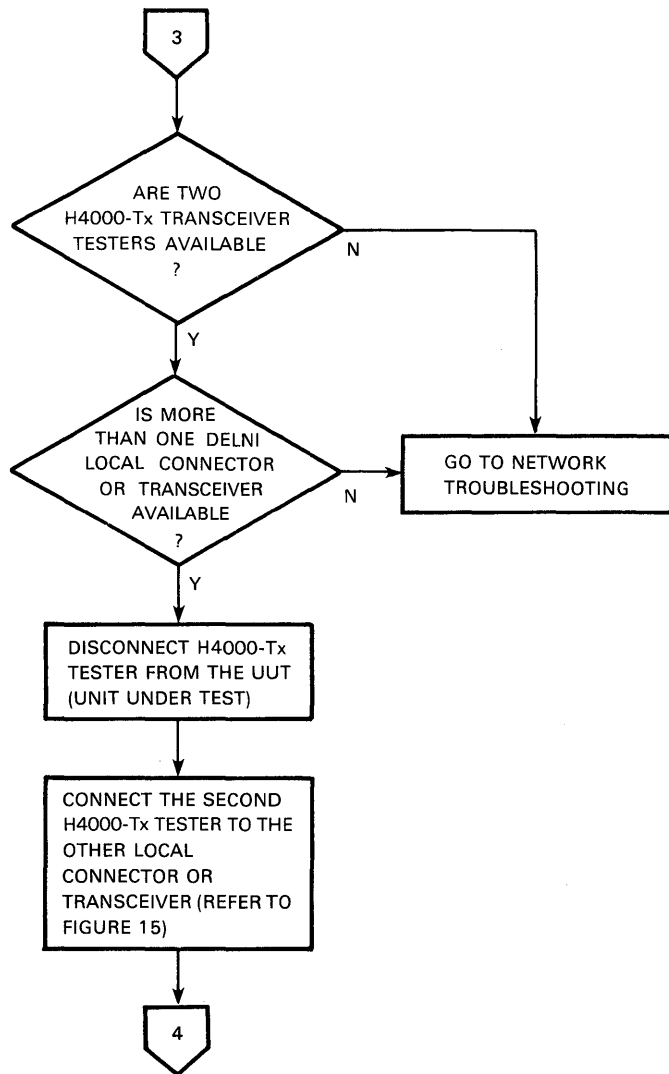 3
ARE TWO
H4000-Tx TRANSCEIVER
TESTERS AVAILABLE
?
N
Y
IS MORE
THAN ONE DELNI
LOCAL CONNECTOR
OR TRANSCEIVER
AVAILABLE
?
N
GO TO NETWORK
TROUBLESHOOTING
Y
DISCONNECT H4000-Tx
TESTER FROM THE UUT
(UNIT UNDER TEST)
CONNECT THE SECOND
H4000-Tx TESTER TO THE
OTHER LOCAL
CONNECTOR OR
TRANSCEIVER (REFER TO
FIGURE 15)
4